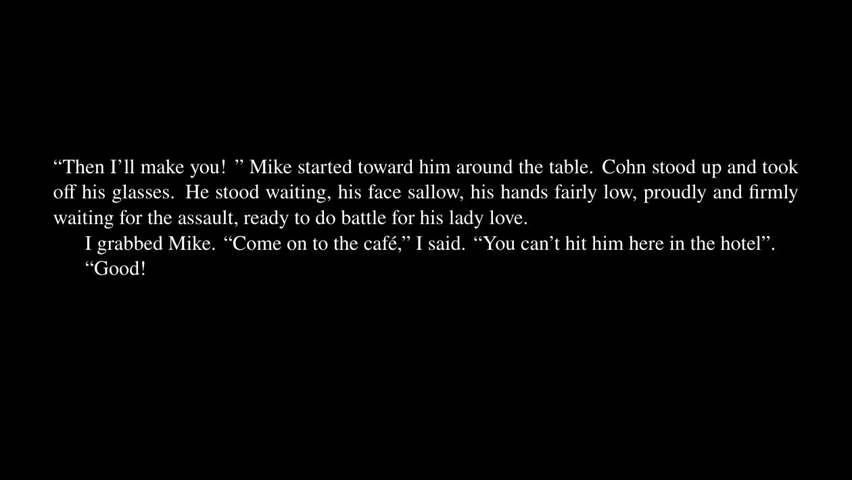 “Then I’ll make you! ” Mike started toward him around the table. Cohn stood up and took
off his glasses. He stood waiting, his face sallow, his hands fairly low, proudly and firmly
waiting for the assault, ready to do battle for his lady love.
I grabbed Mike. “Come on to the café,” I said. “You can’t hit him here in the hotel”.
“Good!